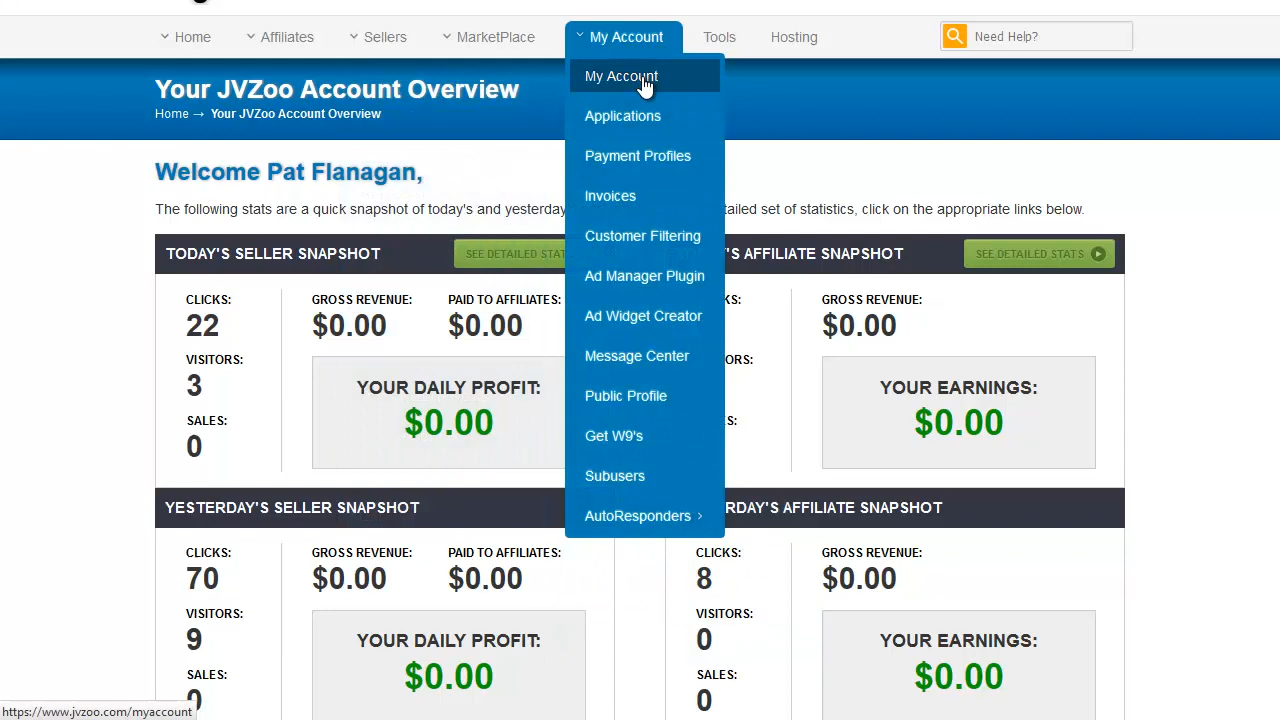 Home Affiliates Sellers MarketPlace My Account Tools Hosting Need Help?
My Account
Applications
Payment Profiles
Invoices
Customer Filtering
Ad Manager Plugin
Ad Widget Creator
Message Center
Public Profile
Get W9's
Subusers
AutoResponders ›
Your JVZoo Account Overview
Home → Your JVZoo Account Overview
Welcome Pat Flanagan,
The following stats are a quick snapshot of today's and yesterday set of statistics, click on the appropriate links below.
TODAY'S SELLER SNAPSHOT SEE DETAILED STAT
CLICKS: GROSS REVENUE: PAID TO AFFILIATES:
22 $0.00 $0.00
VISITORS:
3
YOUR DAILY PROFIT:
$0.00
SALES:
0
AFFILIATE SNAPSHOT SEE DETAILED STATS
GROSS REVENUE:
$0.00
YOUR EARNINGS:
$0.00
YESTERDAY'S SELLER SNAPSHOT
CLICKS: GROSS REVENUE: PAID TO AFFILIATES:
70 $0.00 $0.00
VISITORS:
9
YOUR DAILY PROFIT:
$0.00
SALES:
0
RDAY'S AFFILIATE SNAPSHOT
CLICKS: GROSS REVENUE:
8 $0.00
VISITORS:
0
YOUR EARNINGS:
$0.00
SALES:
0
https://www.jvzoo.com/myaccount